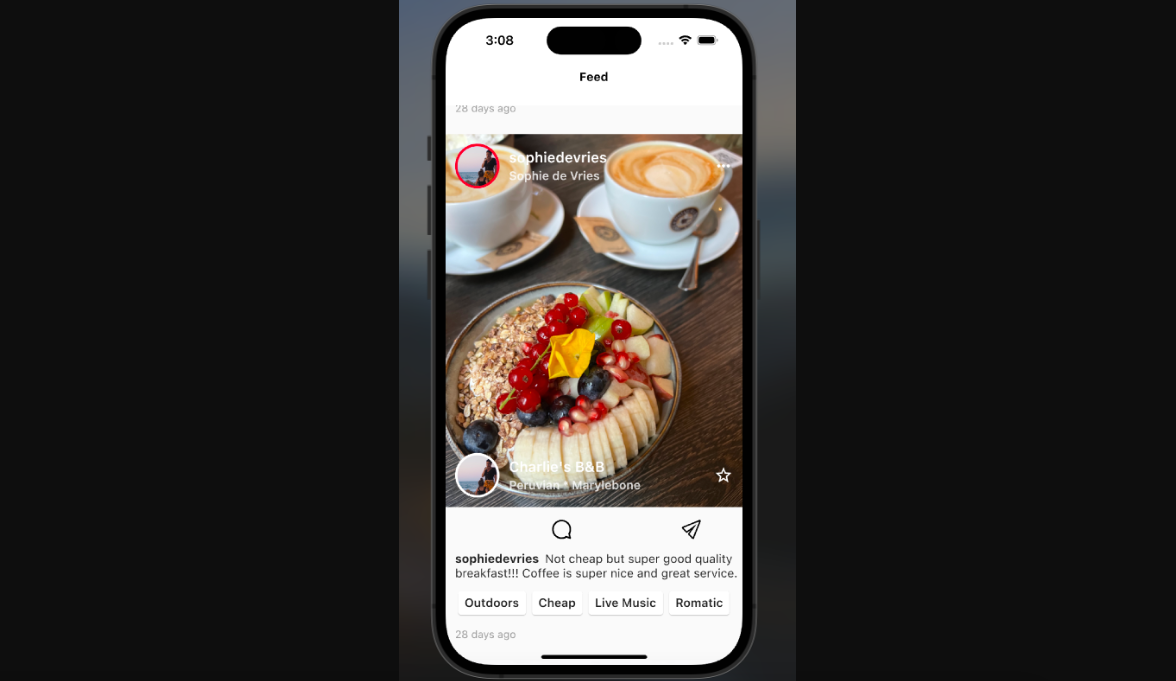 3:08
Feed
28 days ago
sophiedevries
Sophie de Vries
Charlie's B&B
Peruvian • Marylebone
sophiedevries Not cheap but super good quality
breakfast!!! Coffee is super nice and great service.
Outdoors Cheap Live Music Romatic
28 days ago